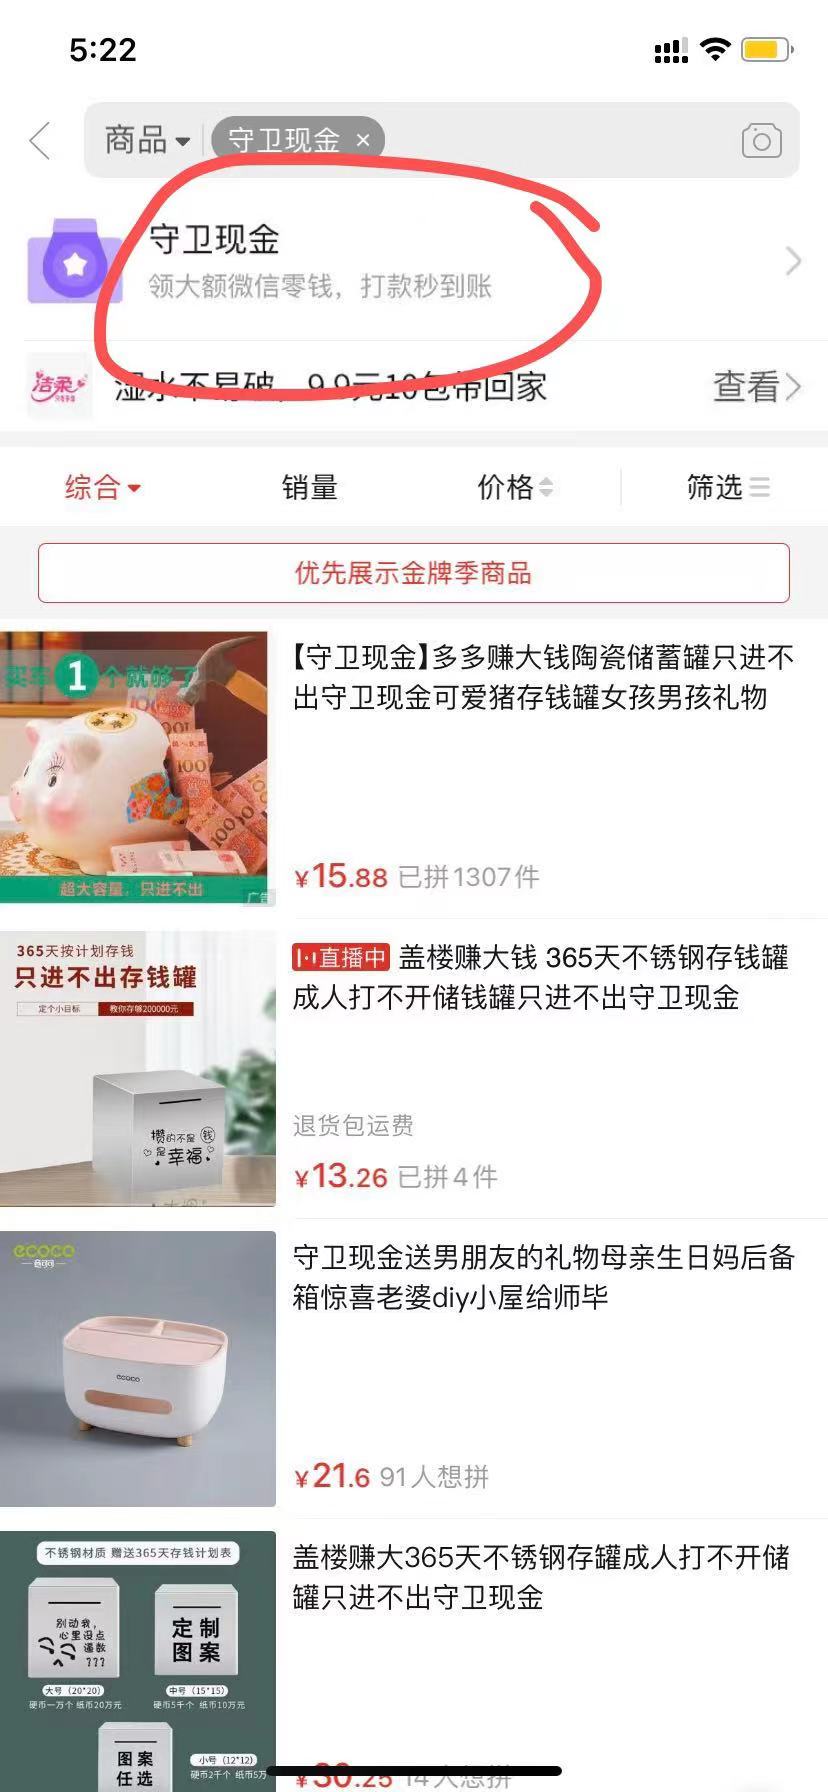 5:22
商品 守卫现金 ×
守卫现金
领大额微信零钱，打款秒到账
洁柔
湿水不易破，9.9元10包带回家
查看
综合 销量 价格 筛选
优先展示金牌季商品
买车1个就够了
超大容量，只进不出
广告
【守卫现金】多多赚大钱陶瓷储蓄罐只进不
出守卫现金可爱猪存钱罐女孩男孩礼物
¥15.88 已拼1307件
365天按计划存钱
只进不出存钱罐
定个小目标 教你存够200000元
攒的不是钱
是幸福
直播中 盖楼赚大钱 365天不锈钢存钱罐
成人打不开储钱罐只进不出守卫现金
退货包运费
¥13.26 已拼4件
ecoco
ecoco
守卫现金送男朋友的礼物母亲生日妈后备
箱惊喜老婆diy小屋给师毕
¥21.6 91人想拼
不锈钢材质 赠送365天存钱计划表
别动我，
心里没点
逼数
???
定制
图案
大号（20*20）
硬币一万个 纸币20万元
中号（15*15）
硬币5千个 纸币10万元
图案
任选
小号（12*12）
硬币2千个 纸币5万
盖楼赚大365天不锈钢存罐成人打不开储
罐只进不出守卫现金
¥30.25 14人想拼